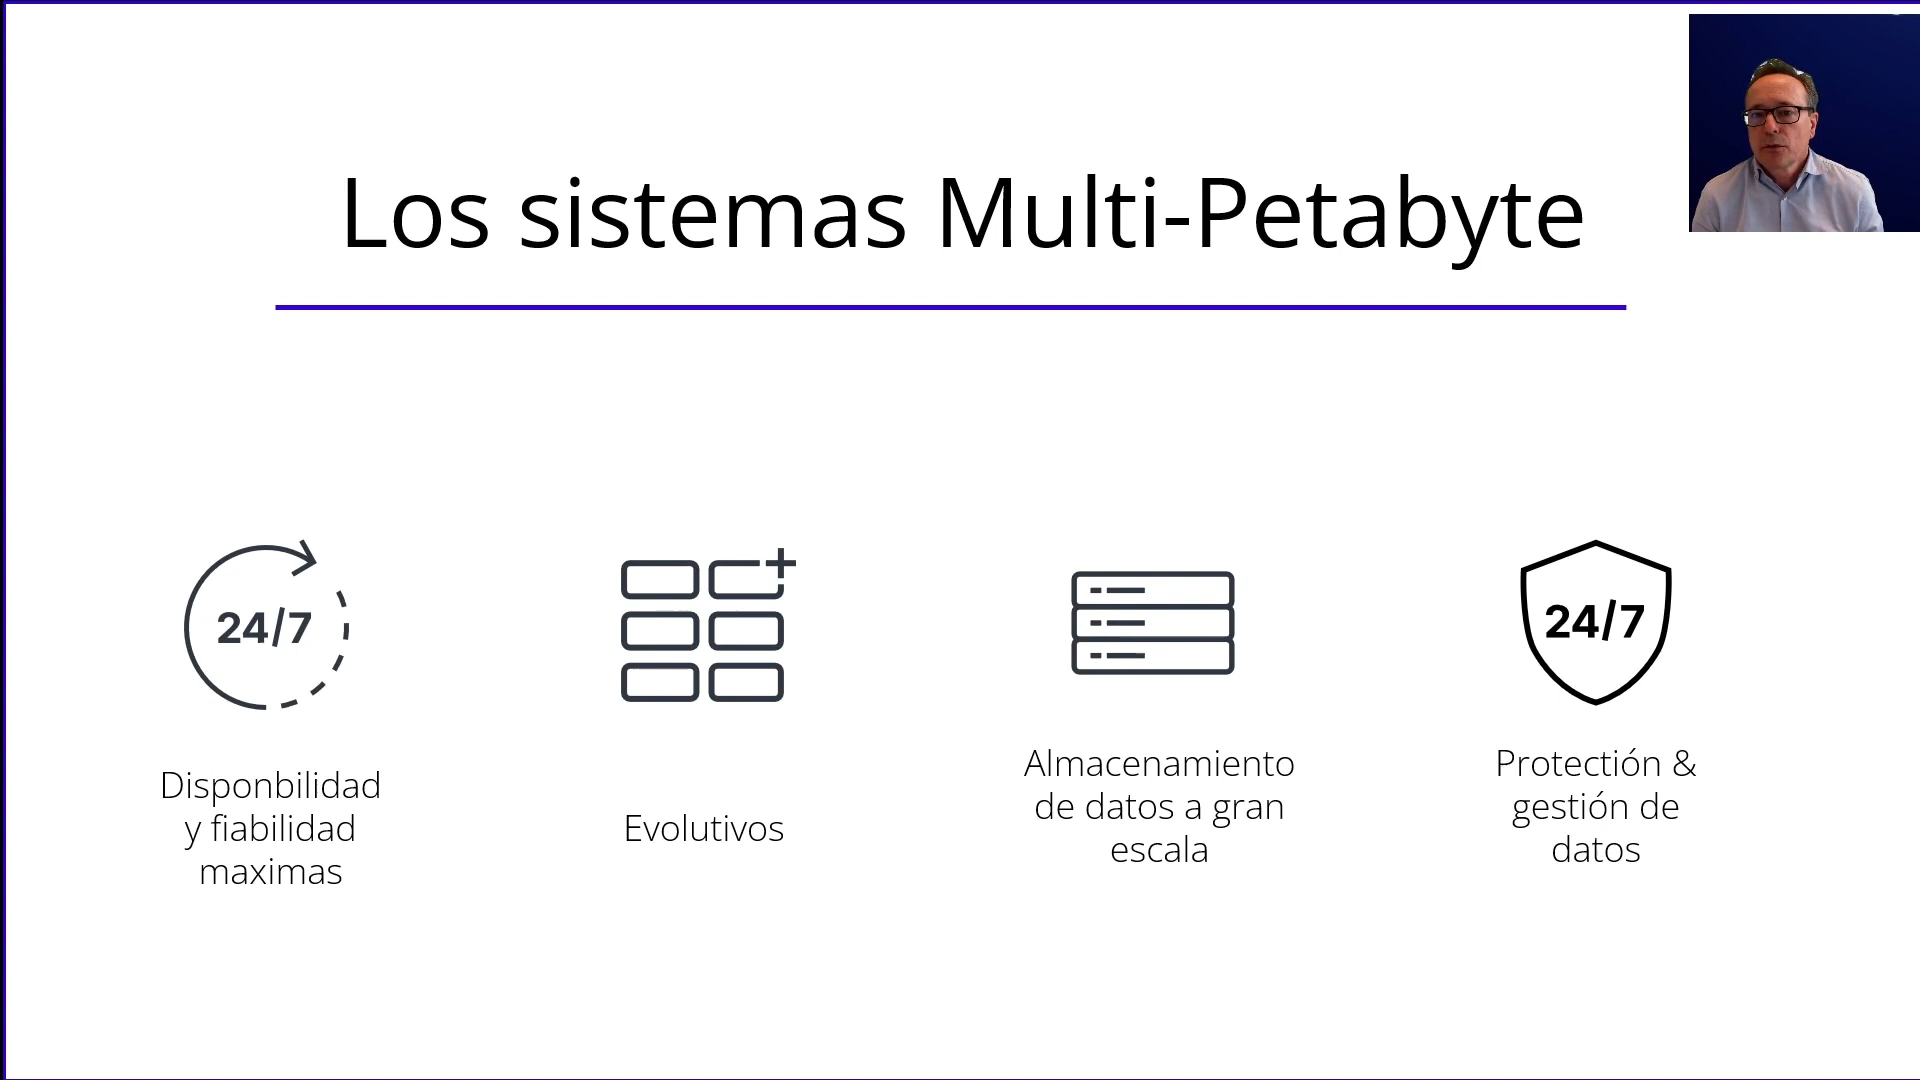 Los sistemas Multi-Petabyte
24/7
24/7
Disponbilidad
y fiabilidad
maximas
Evolutivos
Almacenamiento
de datos a gran
escala
Protectión &
gestión de
datos